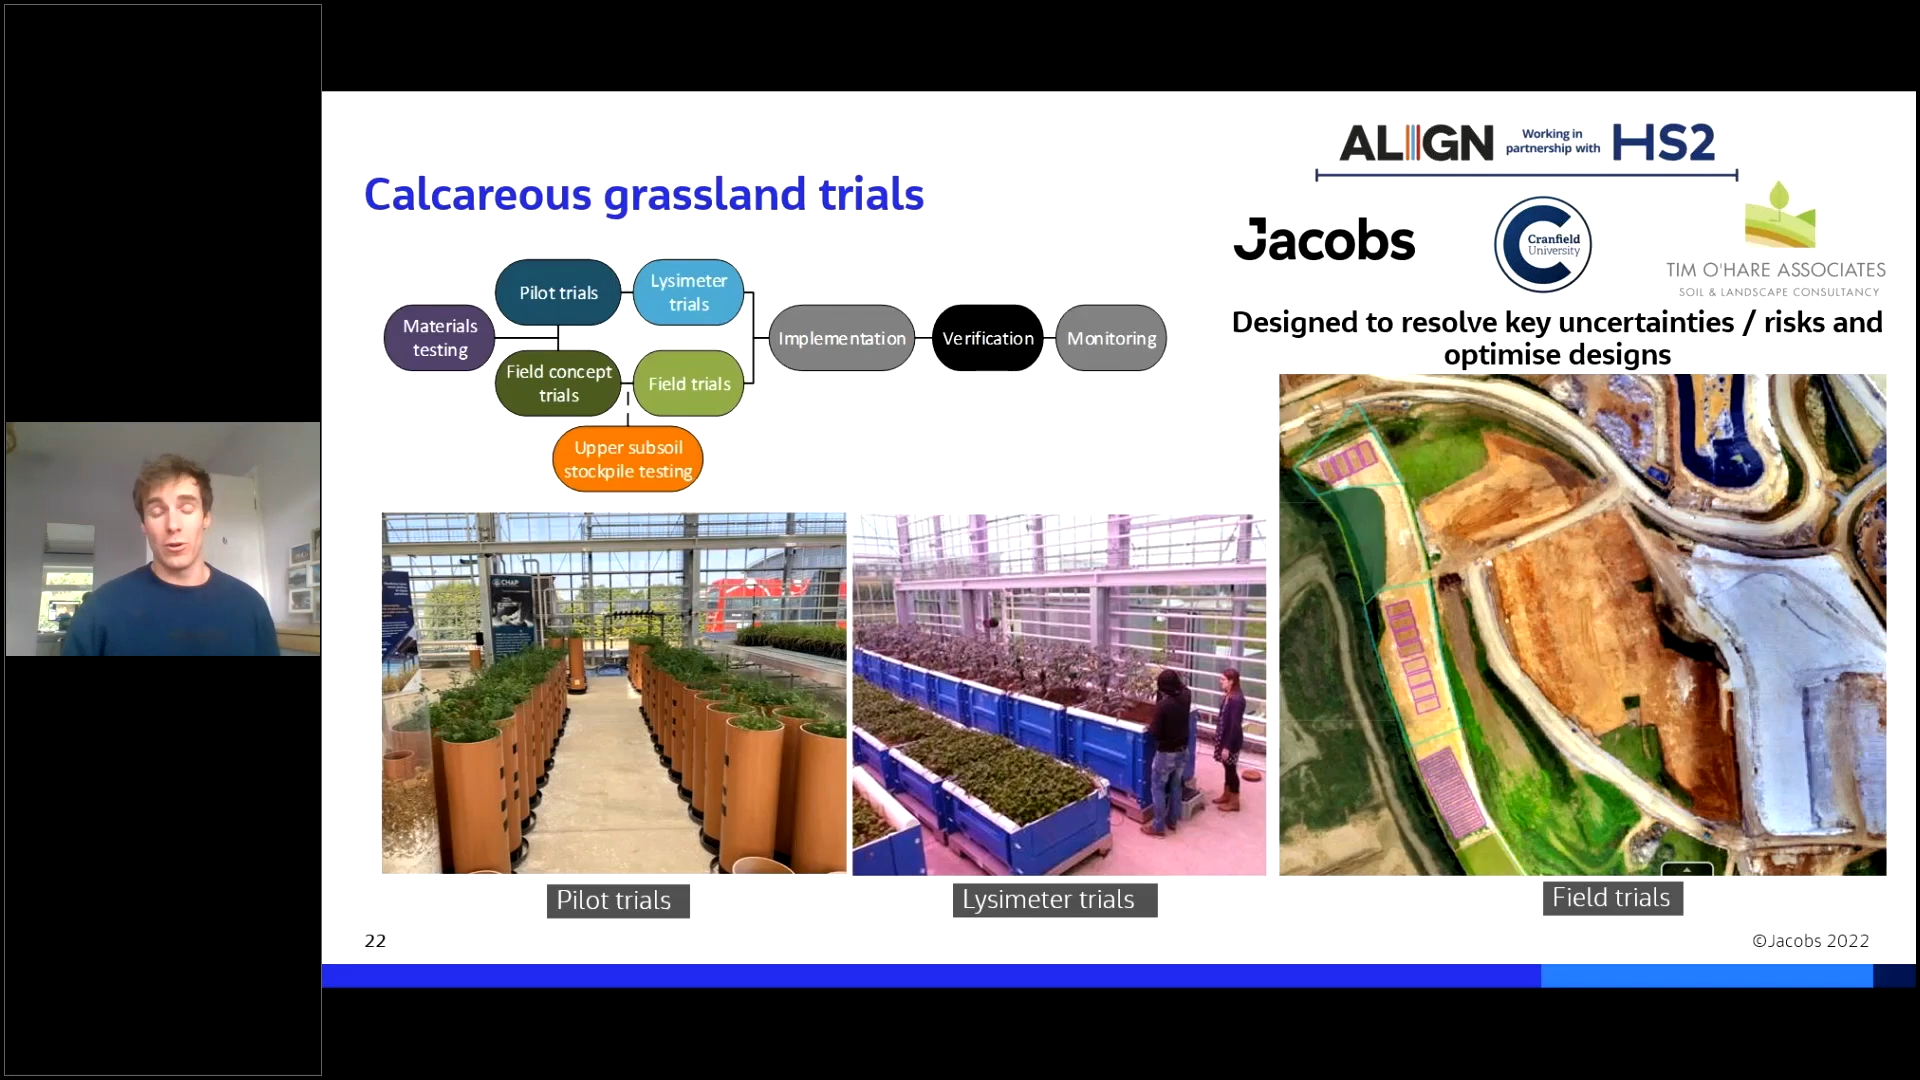 ALIGN
Working in
partnership with
HS2
Calcareous grassland trials
Jacobs
Cranfield
University
TIM O'HARE ASSOCIATES
SOIL & LANDSCAPE CONSULTANCY
Materials
testing
Pilot trials
Lysimeter
trials
Field concept
trials
Field trials
Upper subsoil
stockpile testing
Implementation
Verification
Monitoring
Designed to resolve key uncertainties / risks and
optimise designs
CHAP
Pilot trials
Lysimeter trials
Field trials
22
©Jacobs 2022